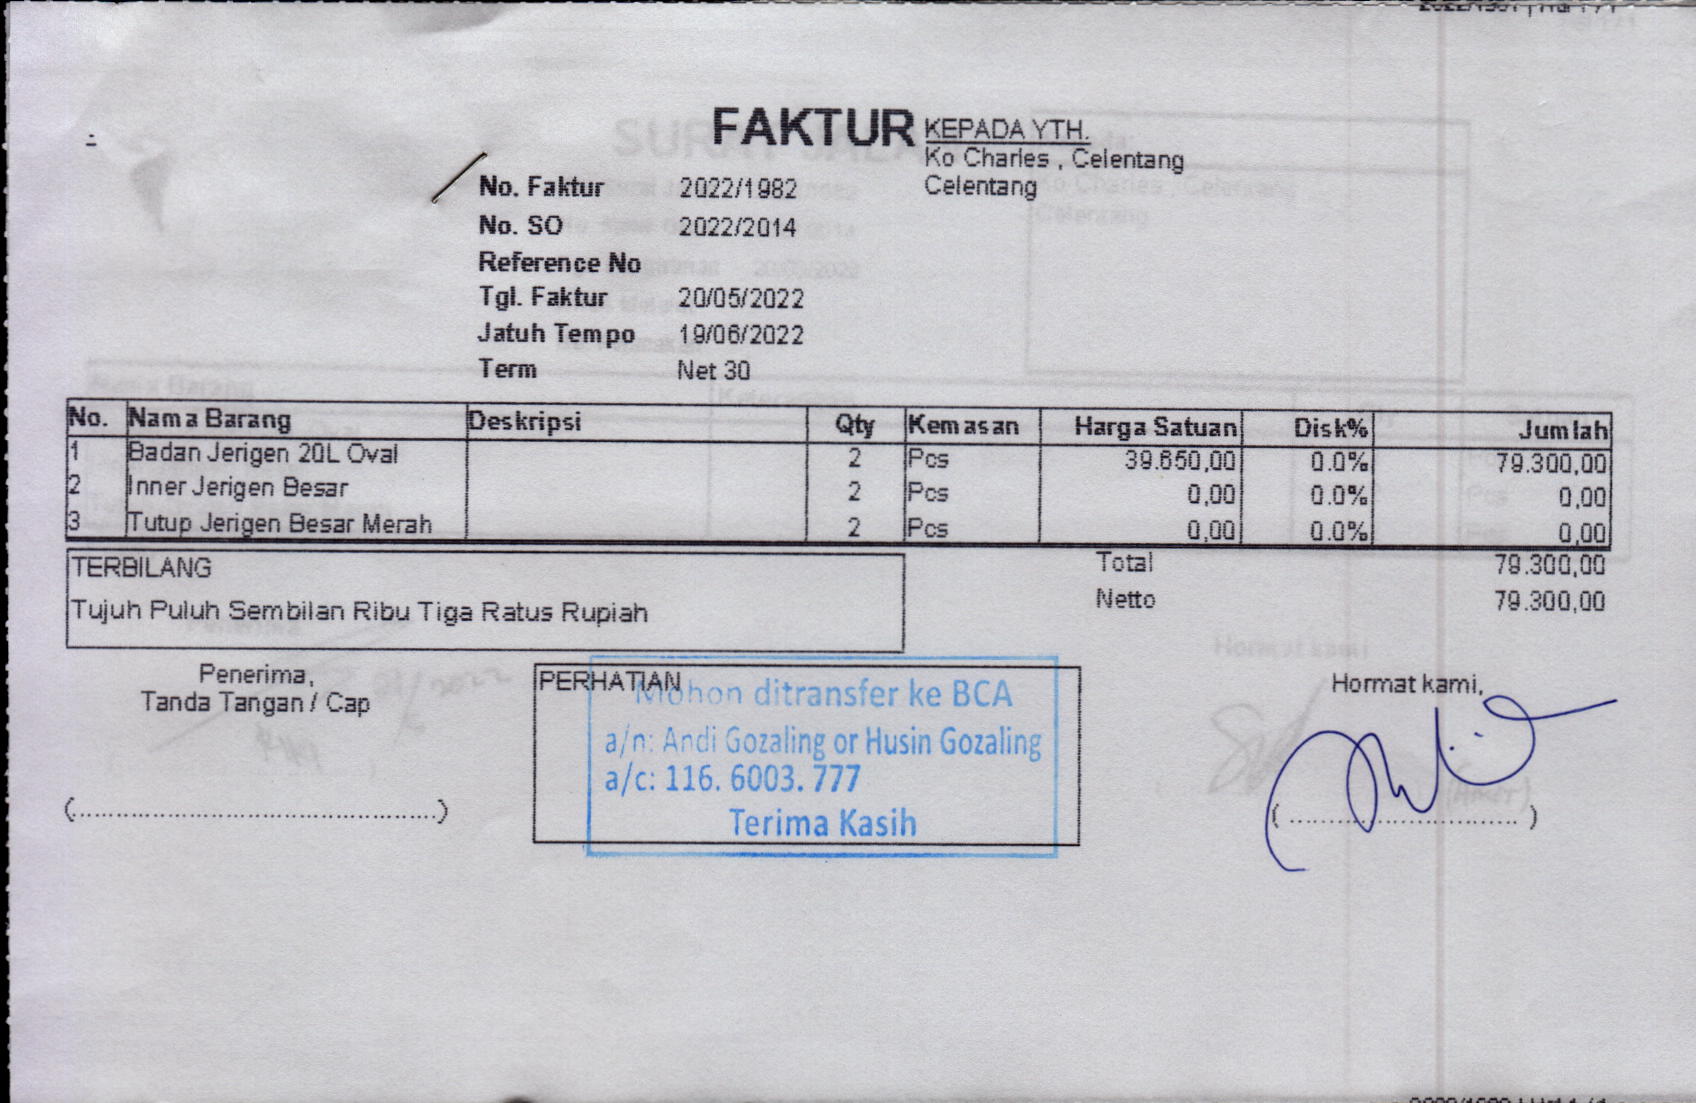 FAKTUR
KEPADA YTH.
Ko Charles , Celentang
Celentang
No. Faktur 2022/1982
No. SO 2022/2014
Reference No
Tgl. Faktur 20/05/2022
Jatuh Tempo 19/06/2022
Term Net 30
No. Nama Barang Deskripsi Qty Kemasan Harga Satuan Disk% Jumlah
1 Badan Jerigen 20L Oval 2 Pcs 39.650,00 0.0% 79.300,00
2 Inner Jerigen Besar 2 Pcs 0,00 0.0% 0,00
3 Tutup Jerigen Besar Merah 2 Pcs 0,00 0.0% 0,00
Total 79.300,00
Netto 79.300,00
TERBILANG
Tujuh Puluh Sembilan Ribu Tiga Ratus Rupiah
Penerima,
Tanda Tangan / Cap
(..........................................)
PERHATIAN
Mohon ditransfer ke BCA
a/n: Andi Gozaling or Husin Gozaling
a/c: 116. 6003. 777
Terima Kasih
Hormat kami,
(..............................)